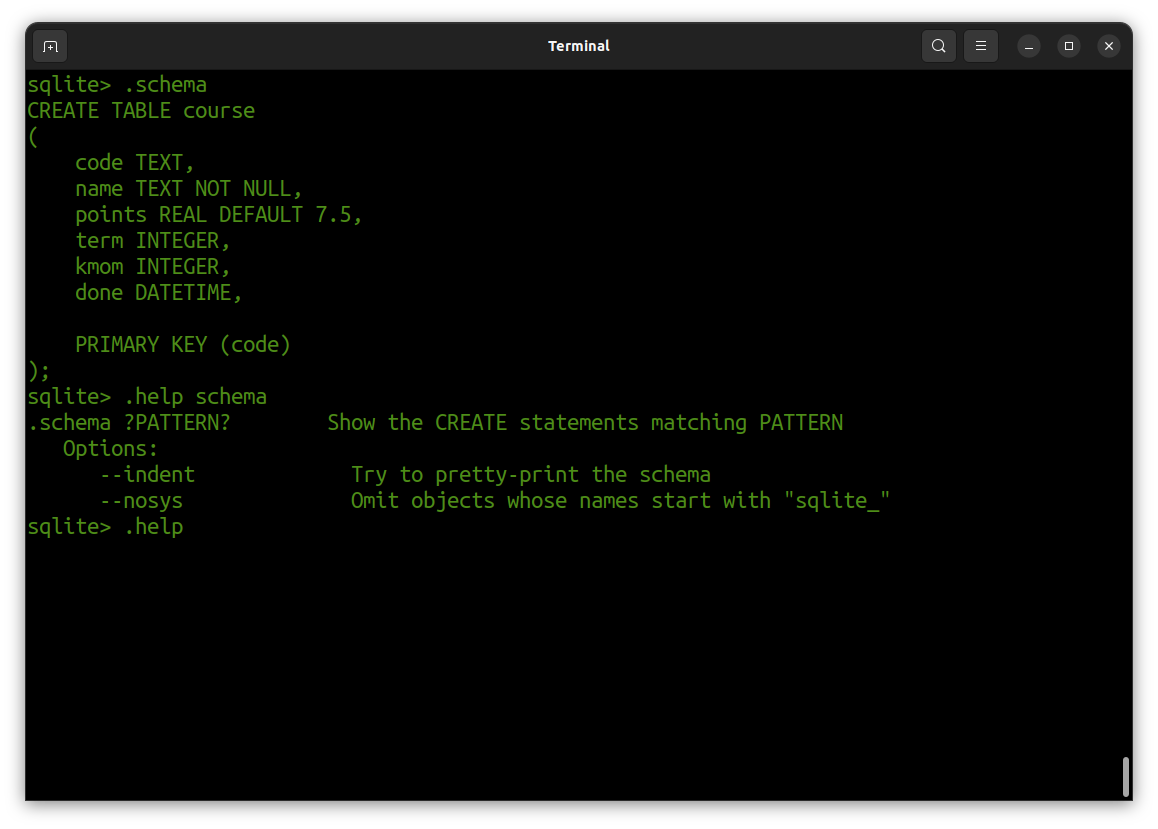 Terminal
sqlite> .schema
CREATE TABLE course
(
    code TEXT,
    name TEXT NOT NULL,
    points REAL DEFAULT 7.5,
    term INTEGER,
    kmom INTEGER,
    done DATETIME,

    PRIMARY KEY (code)
);
sqlite> .help schema
.schema ?PATTERN?        Show the CREATE statements matching PATTERN
   Options:
      --indent             Try to pretty-print the schema
      --nosys              Omit objects whose names start with "sqlite_"
sqlite> .help